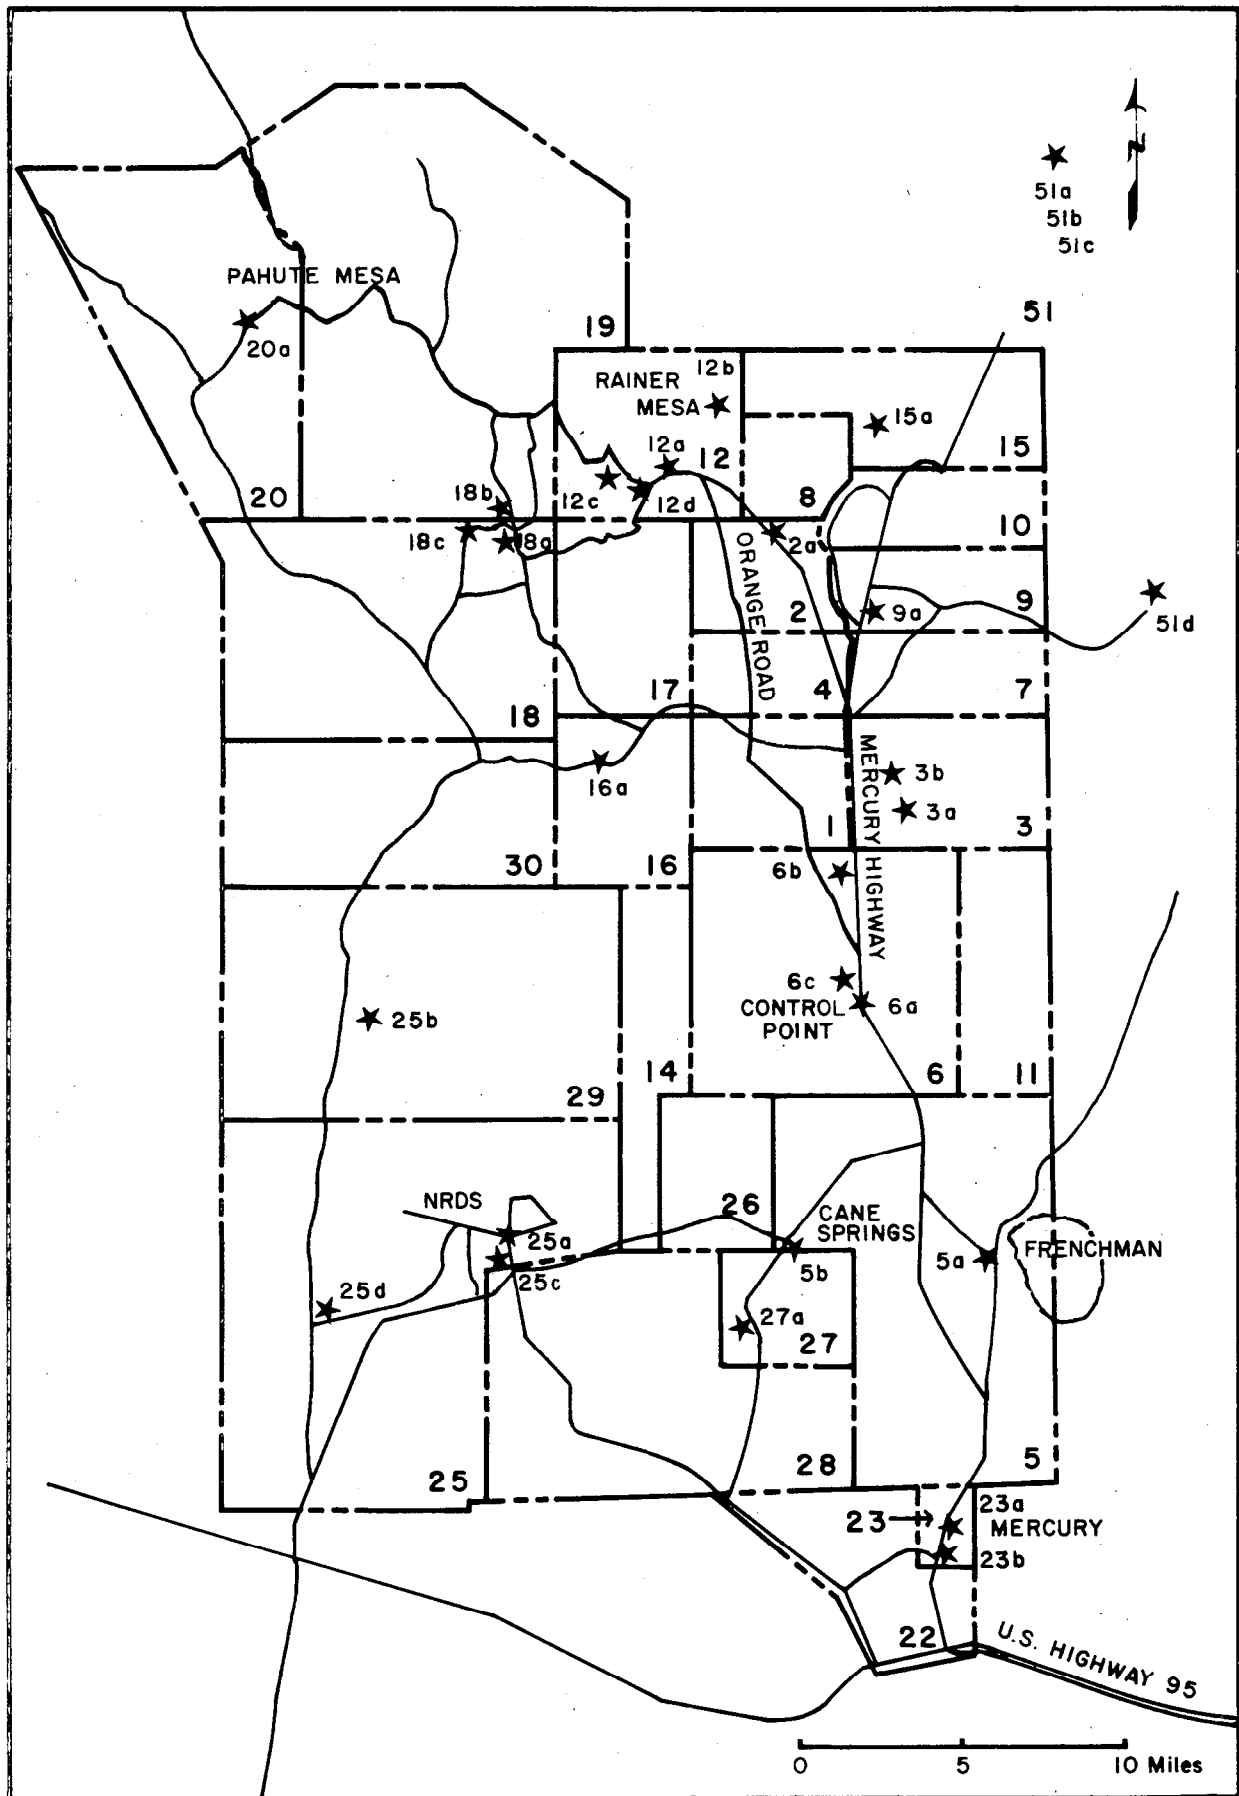 N
51a
51b
51c
PAHUTE MESA
20a
19
51
12b
RAINER
MESA
15a
12a
12
15
20
18b
12c
12d
8
18c
18a
2a
10
ORANGE ROAD
2
9a
9
51d
17
4
7
18
MERCURY HIGHWAY
3b
16a
3a
1
3
30
16
6b
6c
CONTROL
POINT
6a
25b
14
6
11
29
NRDS
26
CANE
SPRINGS
25a
FRENCHMAN
5a
5b
25c
25d
27a
27
25
28
5
23a
23
MERCURY
23b
22
U.S. HIGHWAY 95
0 5 10 Miles